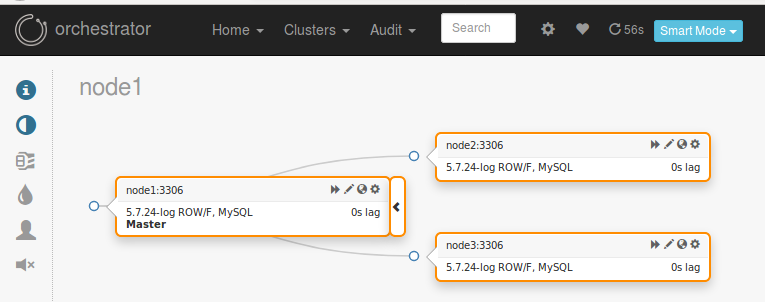 orchestrator Home Clusters Audit Search 56s Smart Mode
node1
node2:3306
5.7.24-log ROW/F, MySQL 0s lag
node1:3306
5.7.24-log ROW/F, MySQL 0s lag
Master
node3:3306
5.7.24-log ROW/F, MySQL 0s lag